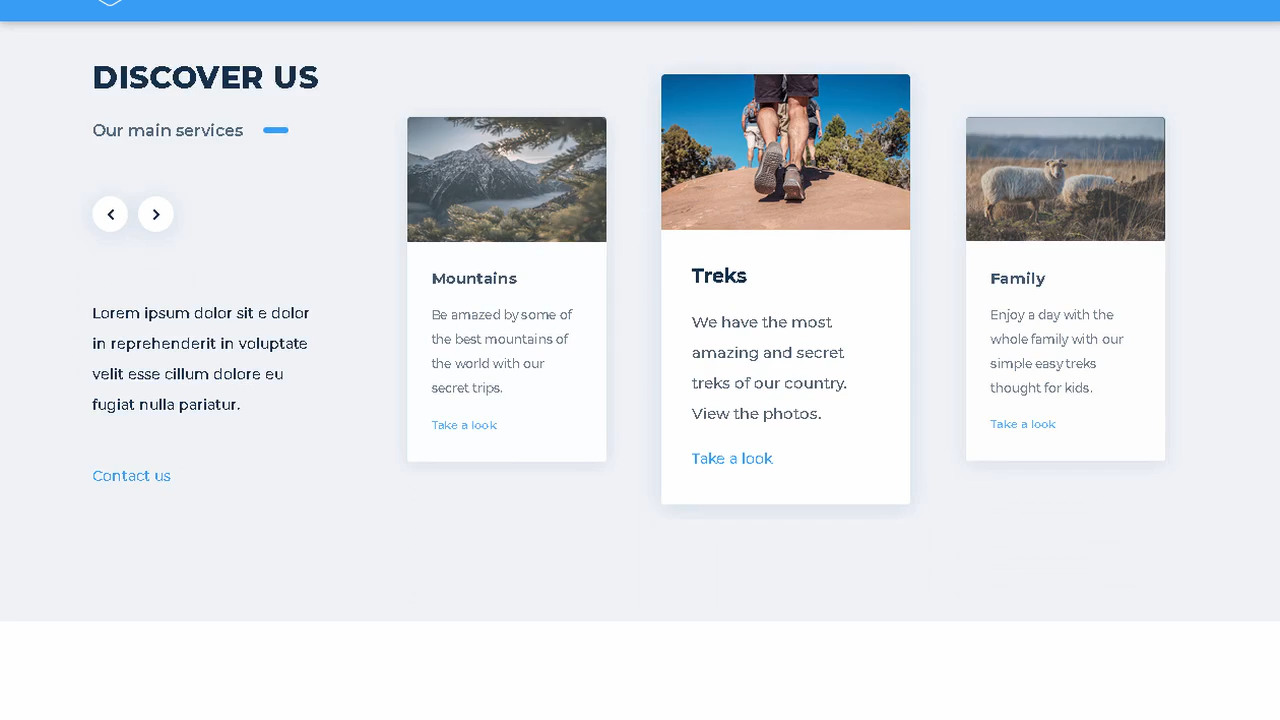 DISCOVER US
Our main services
Lorem ipsum dolor sit e dolor
in reprehenderit in voluptate
velit esse cillum dolore eu
fugiat nulla pariatur.
Contact us
Mountains
Be amazed by some of
the best mountains of
the world with our
secret trips.
Take a look
Treks
We have the most
amazing and secret
treks of our country.
View the photos.
Take a look
Family
Enjoy a day with the
whole family with our
simple easy treks
thought for kids.
Take a look